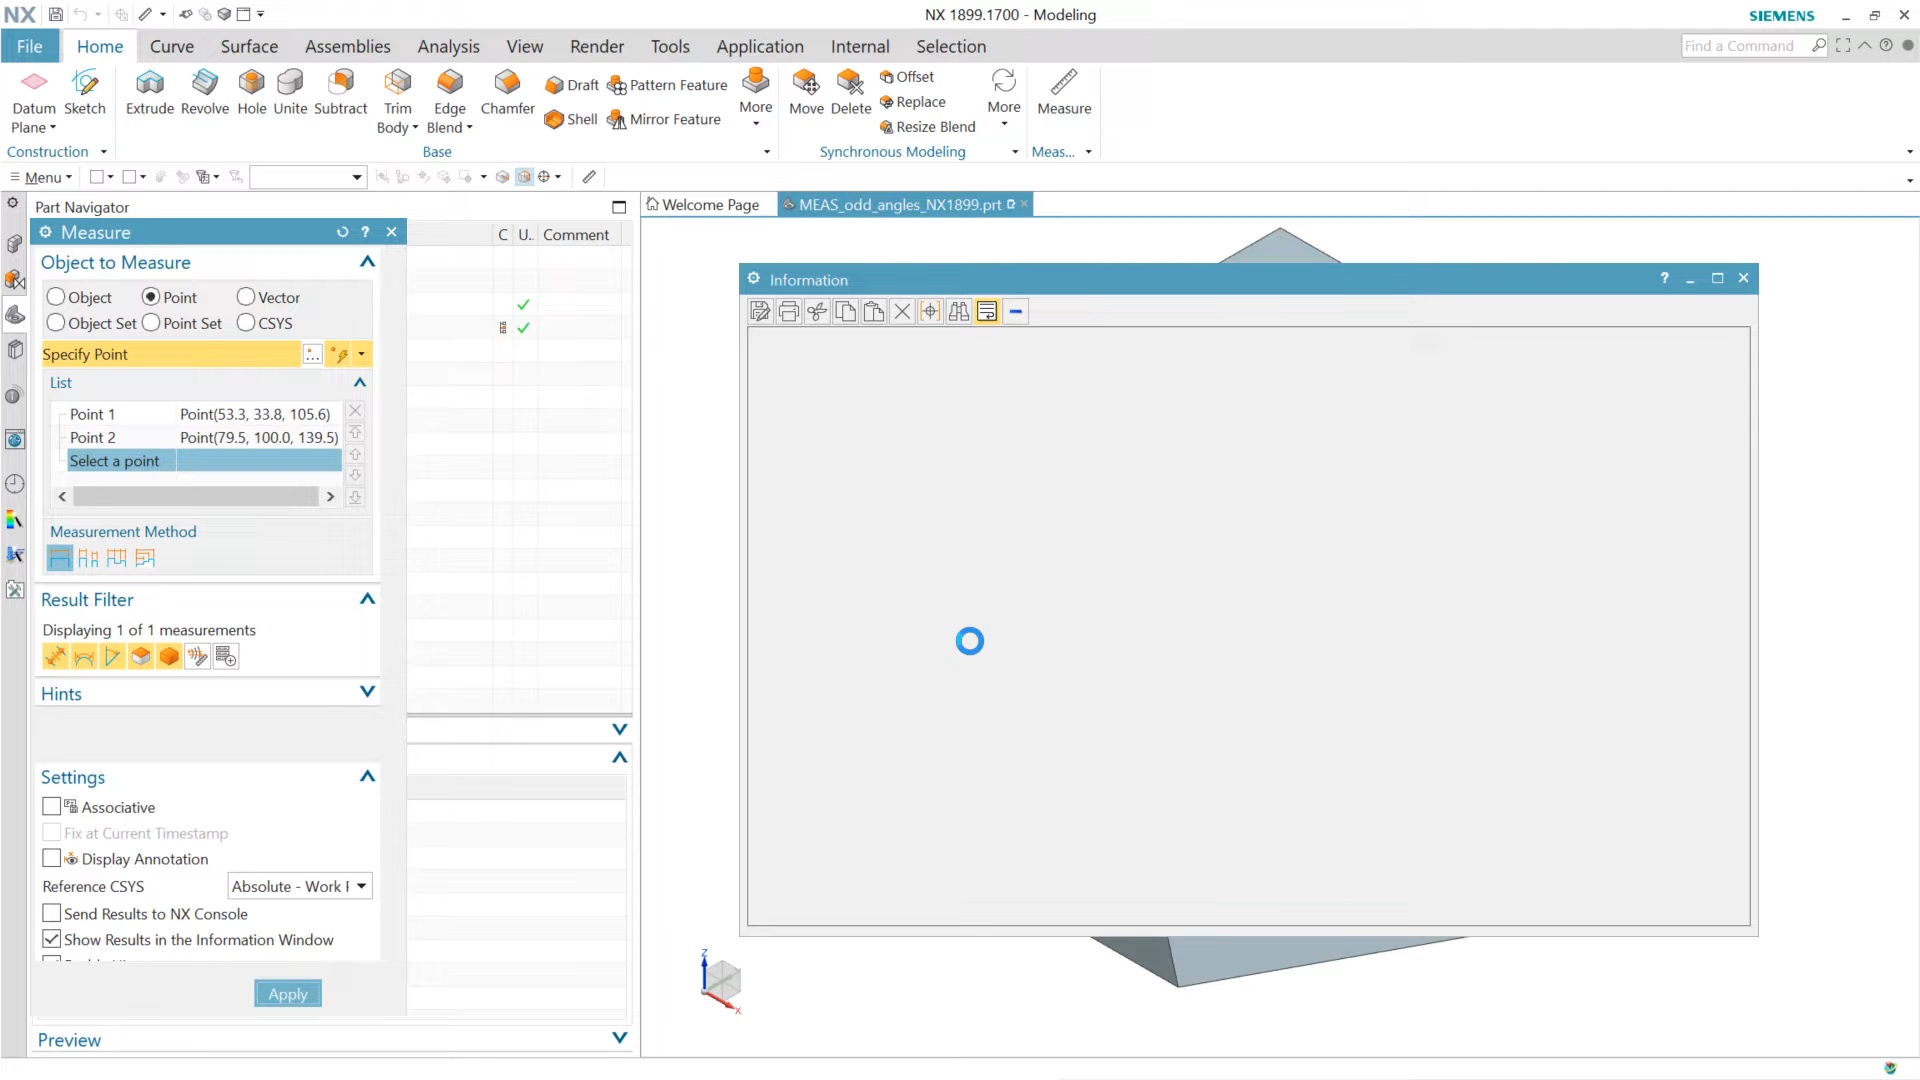 NX
NX 1899.1700 - Modeling
SIEMENS
File Home Curve Surface Assemblies Analysis View Render Tools Application Internal Selection
Find a Command
Datum Plane
Sketch
Extrude
Revolve
Hole
Unite
Subtract
Trim Body
Edge Blend
Chamfer
Draft
Pattern Feature
Shell
Mirror Feature
More
Move
Delete
Offset
Replace
Resize Blend
More
Measure
Construction
Base
Synchronous Modeling
Meas...
Menu
Part Navigator
Welcome Page
MEAS_odd_angles_NX1899.prt
Measure
C U.. Comment
Object to Measure
Object Point Vector
Object Set Point Set CSYS
Specify Point
List
Point 1 Point(53.3, 33.8, 105.6)
Point 2 Point(79.5, 100.0, 139.5)
Select a point
Measurement Method
Result Filter
Displaying 1 of 1 measurements
Hints
Settings
Associative
Fix at Current Timestamp
Display Annotation
Reference CSYS Absolute - Work
Send Results to NX Console
Show Results in the Information Window
Apply
Preview
Information
Z
X